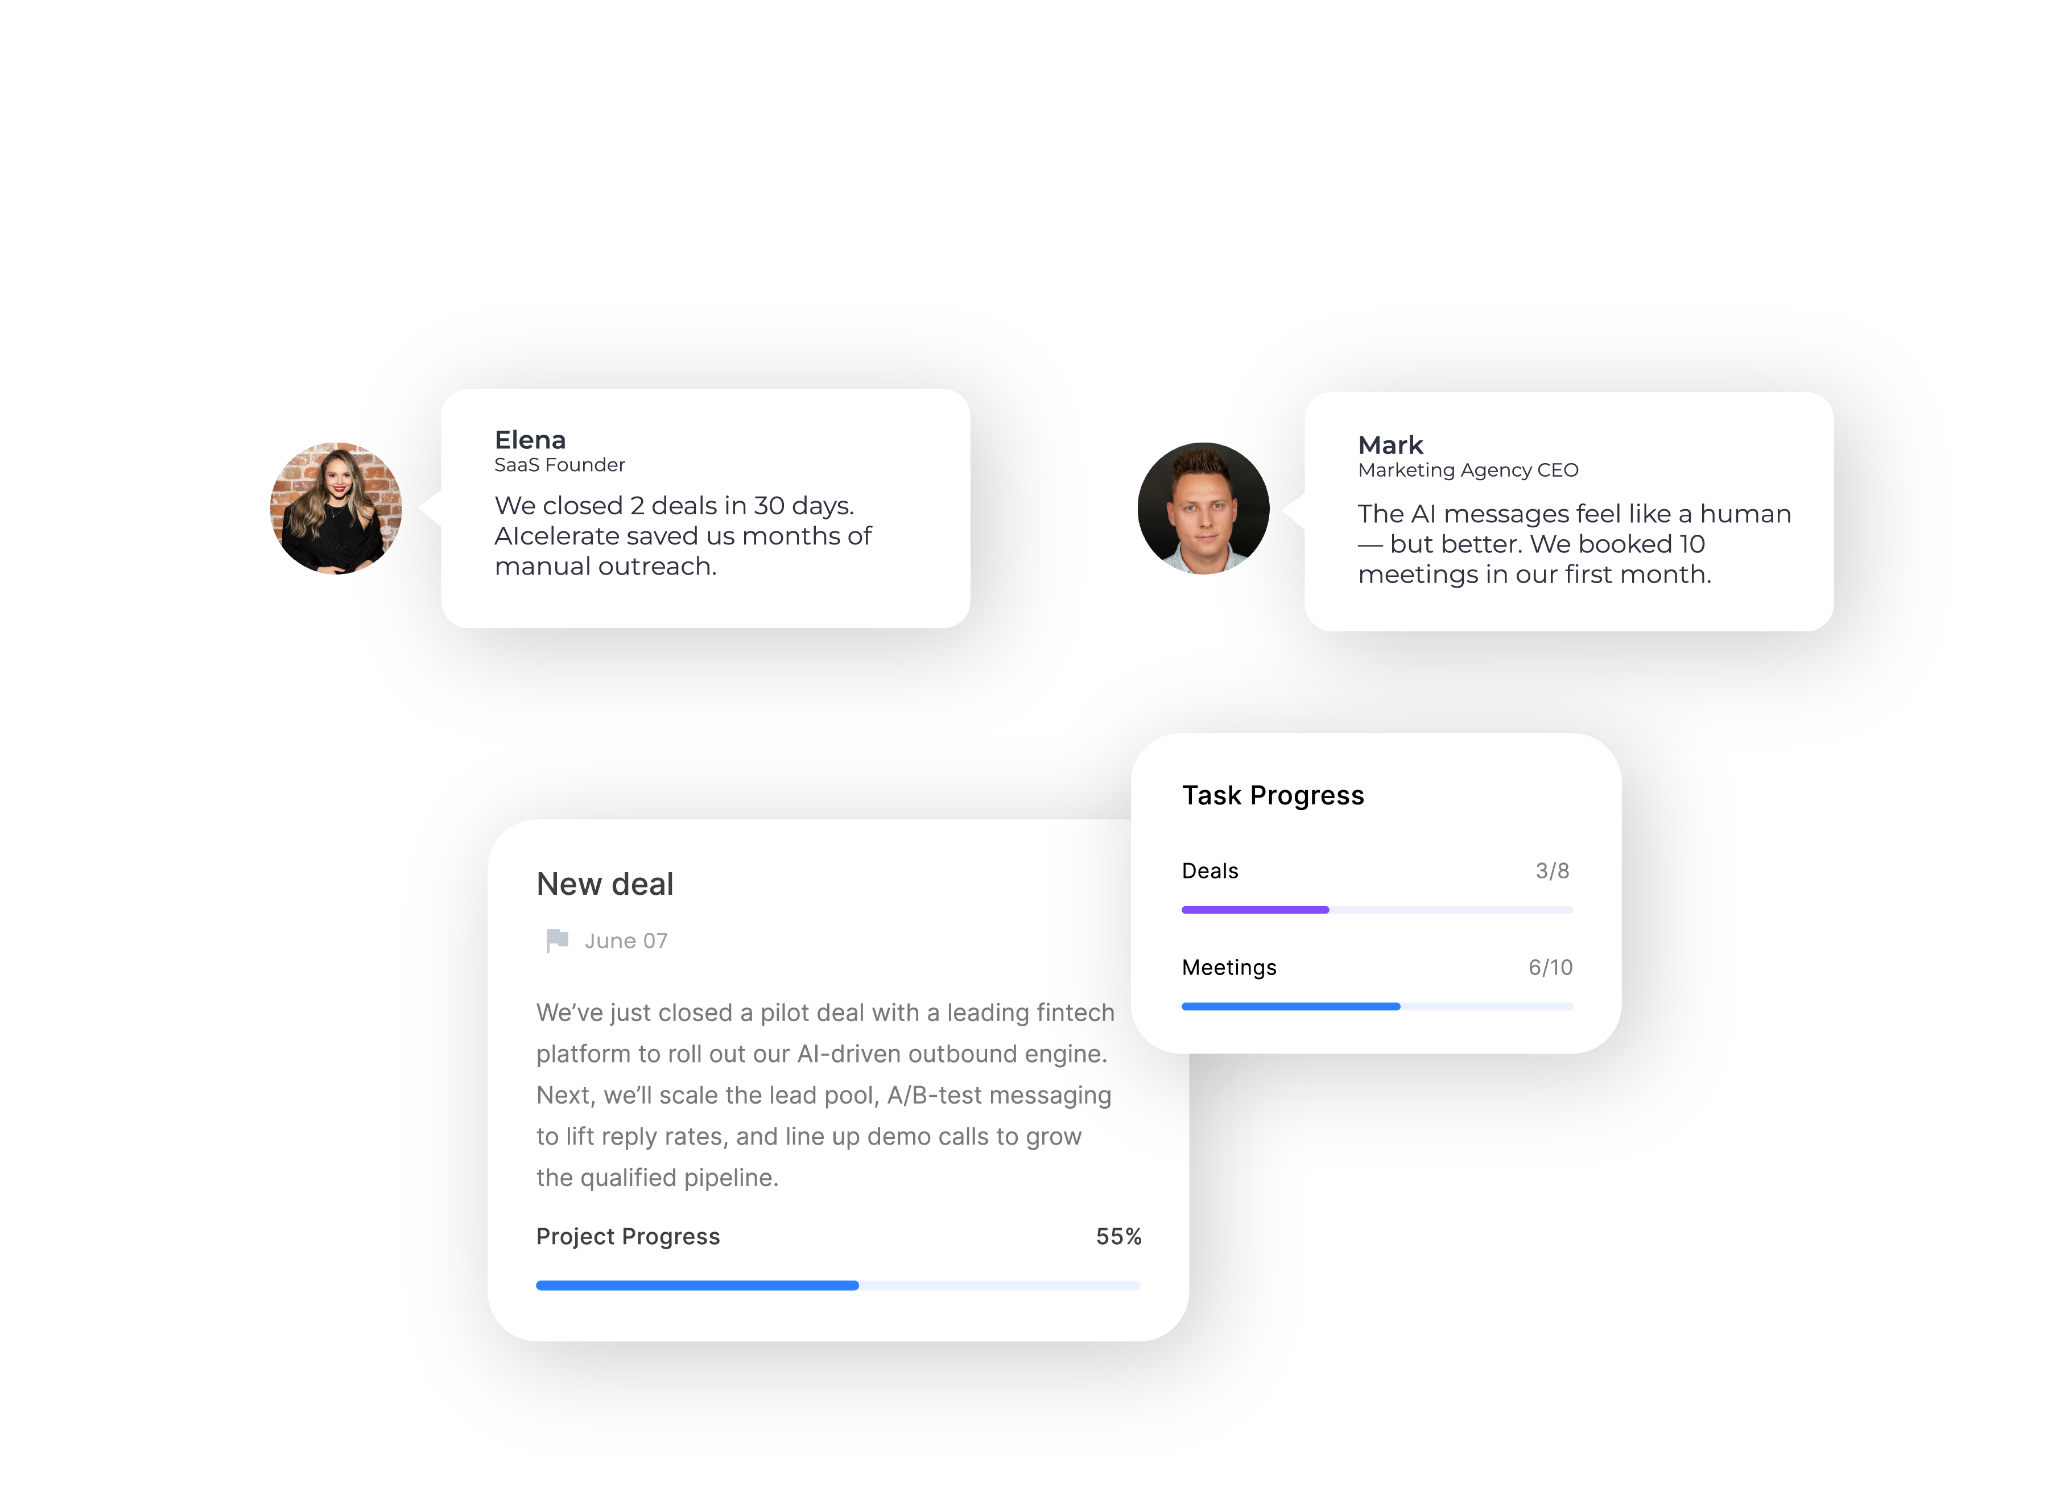 Elena
SaaS Founder
We closed 2 deals in 30 days.
AIcelerate saved us months of
manual outreach.
Mark
Marketing Agency CEO
The AI messages feel like a human
— but better. We booked 10
meetings in our first month.
Task Progress
Deals 3/8
Meetings 6/10
New deal
June 07
We’ve just closed a pilot deal with a leading fintech
platform to roll out our AI-driven outbound engine.
Next, we’ll scale the lead pool, A/B-test messaging
to lift reply rates, and line up demo calls to grow
the qualified pipeline.
Project Progress 55%